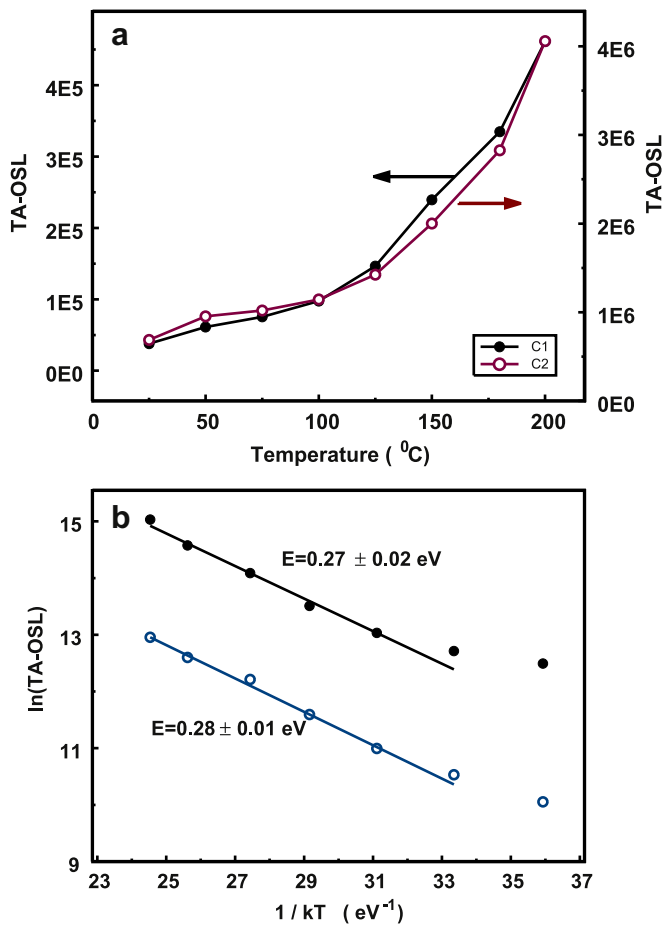 a
TA-OSL
4E5
3E5
2E5
1E5
0E0
4E6
3E6
2E6
1E6
0E0
TA-OSL
C1
C2
0 50 100 150 200
Temperature ( ⁰C)
b
ln(TA-OSL)
15
13
11
9
E=0.27 ± 0.02 eV
E=0.28 ± 0.01 eV
23 25 27 29 31 33 35 37
1 / kT ( eV⁻¹)